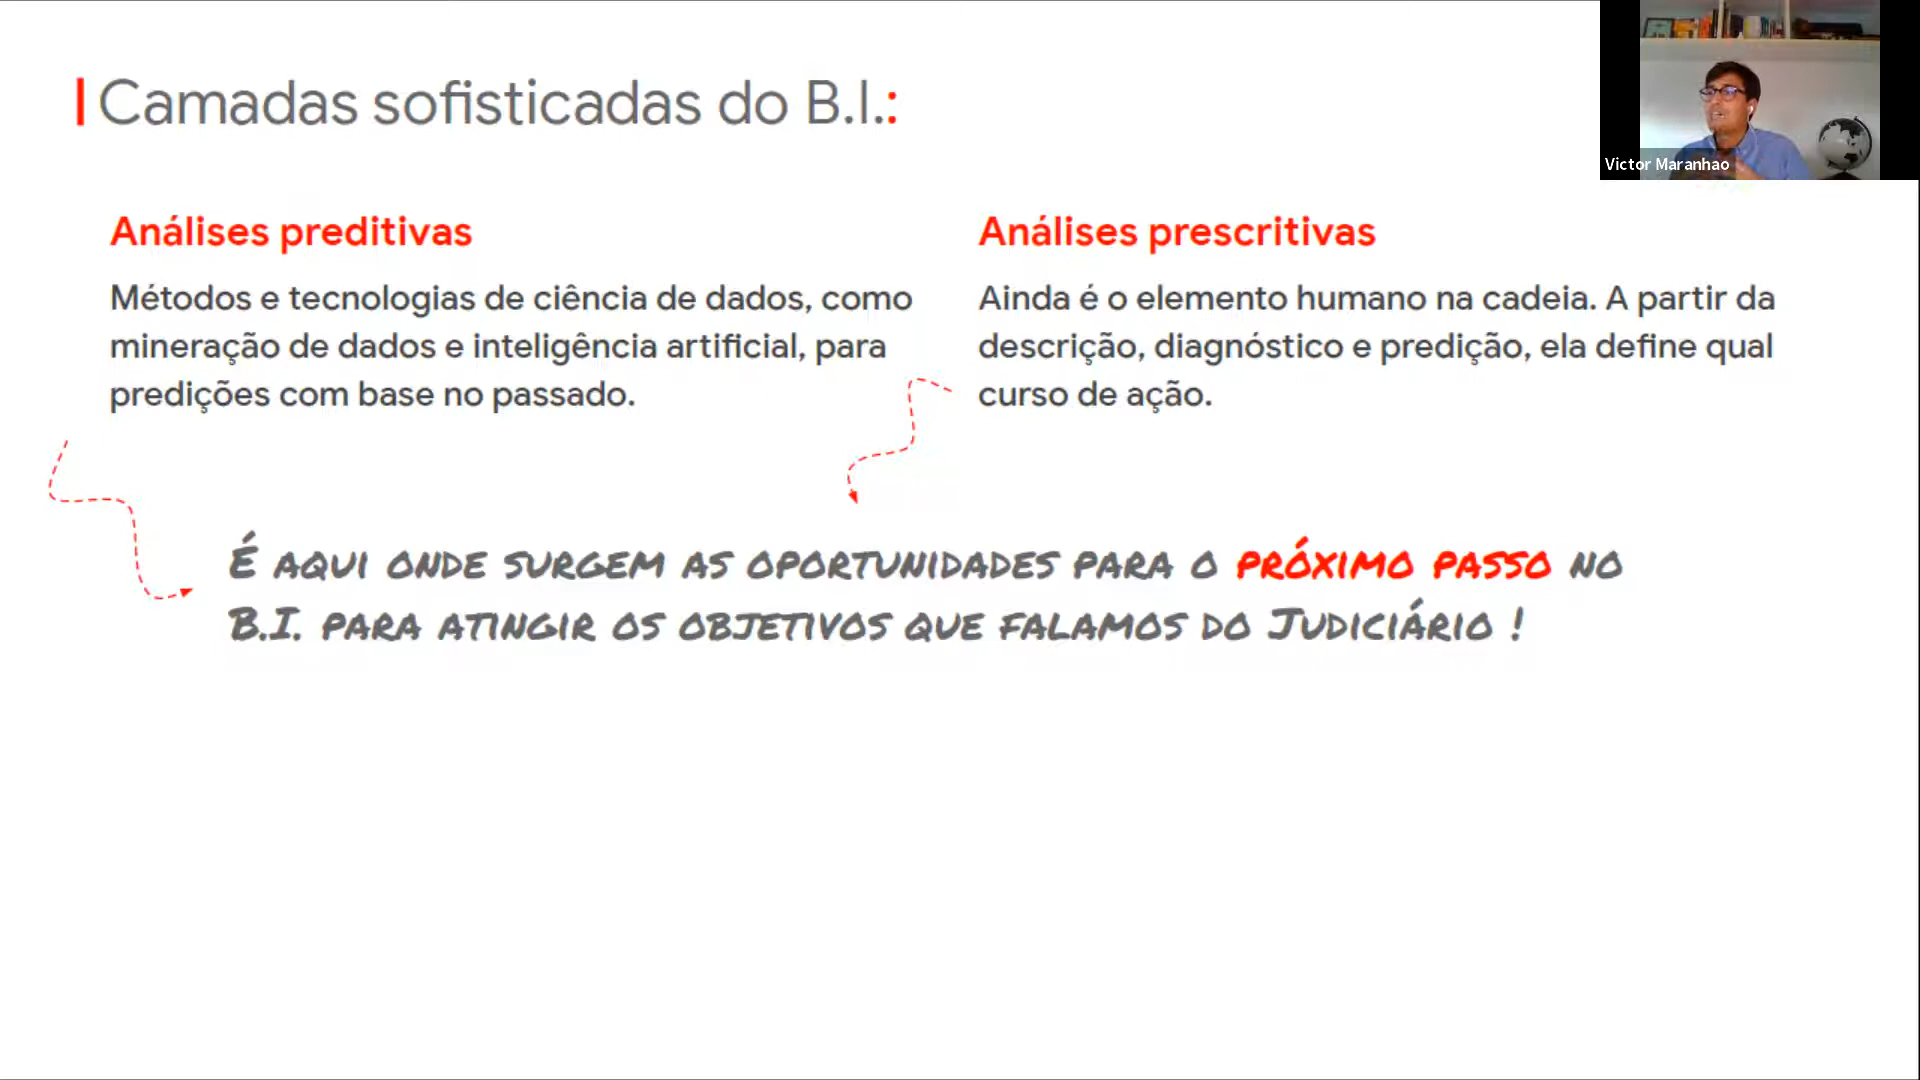 Camadas sofisticadas do B.I.:
Victor Maranhao
Análises preditivas
Métodos e tecnologias de ciência de dados, como
mineração de dados e inteligência artificial, para
predições com base no passado.
Análises prescritivas
Ainda é o elemento humano na cadeia. A partir da
descrição, diagnóstico e predição, ela define qual
curso de ação.
É aqui onde surgem as oportunidades para o próximo passo no
B.I. para atingir os objetivos que falamos do Judiciário !